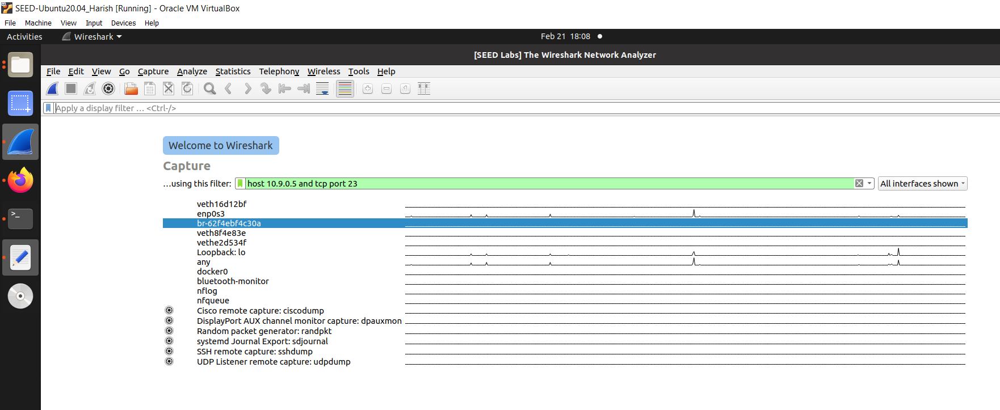 SEED-Ubuntu20.04_Harish [Running] - Oracle VM VirtualBox
File Machine View Input Devices Help
Activities Wireshark Feb 21 18:08
[SEED Labs] The Wireshark Network Analyzer
File Edit View Go Capture Analyze Statistics Telephony Wireless Tools Help
Apply a display filter … <Ctrl-/>
Welcome to Wireshark
Capture
…using this filter: host 10.9.0.5 and tcp port 23 All interfaces shown
veth16d12bf
enp0s3
br-62f4ebf4c30a
veth8f4e83e
vethe2d534f
Loopback: lo
any
docker0
bluetooth-monitor
nflog
nfqueue
Cisco remote capture: ciscodump
DisplayPort AUX channel monitor capture: dpauxmon
Random packet generator: randpkt
systemd Journal Export: sdjournal
SSH remote capture: sshdump
UDP Listener remote capture: udpdump